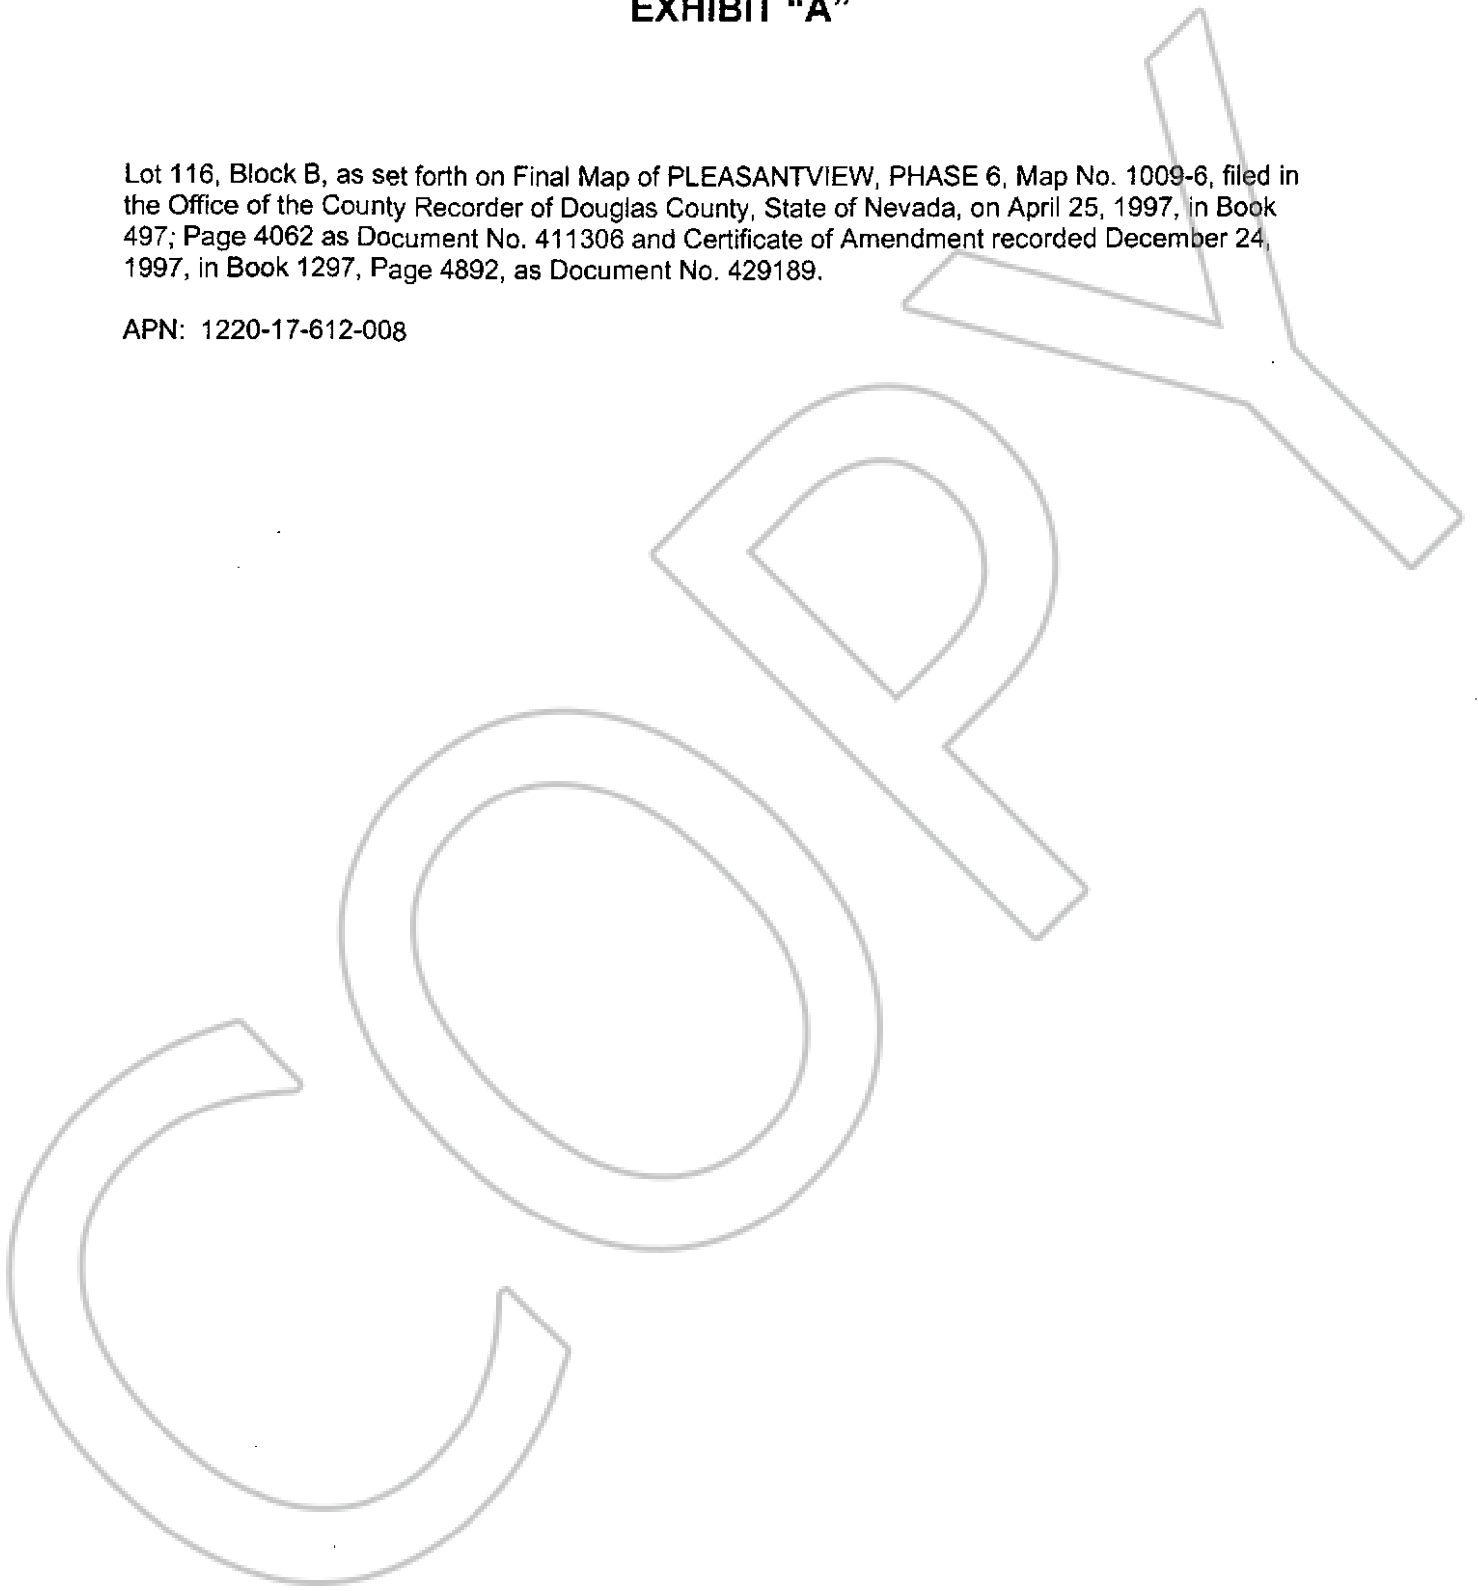 EXHIBIT "A"
Lot 116, Block B, as set forth on Final Map of PLEASANTVIEW, PHASE 6, Map No. 1009-6, filed in
the Office of the County Recorder of Douglas County, State of Nevada, on April 25, 1997, in Book
497; Page 4062 as Document No. 411306 and Certificate of Amendment recorded December 24,
1997, in Book 1297, Page 4892, as Document No. 429189.
APN: 1220-17-612-008
COPY